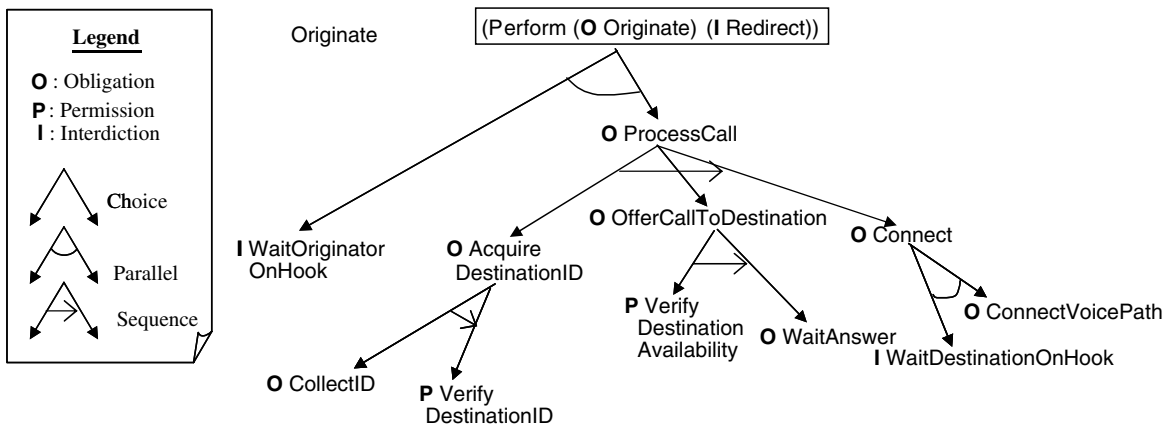 Legend
O : Obligation
P : Permission
I : Interdiction
Choice
Parallel
Sequence
Originate
(Perform (O Originate) (I Redirect))
O ProcessCall
I WaitOriginator
OnHook
O Acquire
DestinationID
O OfferCallToDestination
O Connect
O CollectID
P Verify
DestinationID
P Verify
Destination
Availability
O WaitAnswer
O ConnectVoicePath
I WaitDestinationOnHook